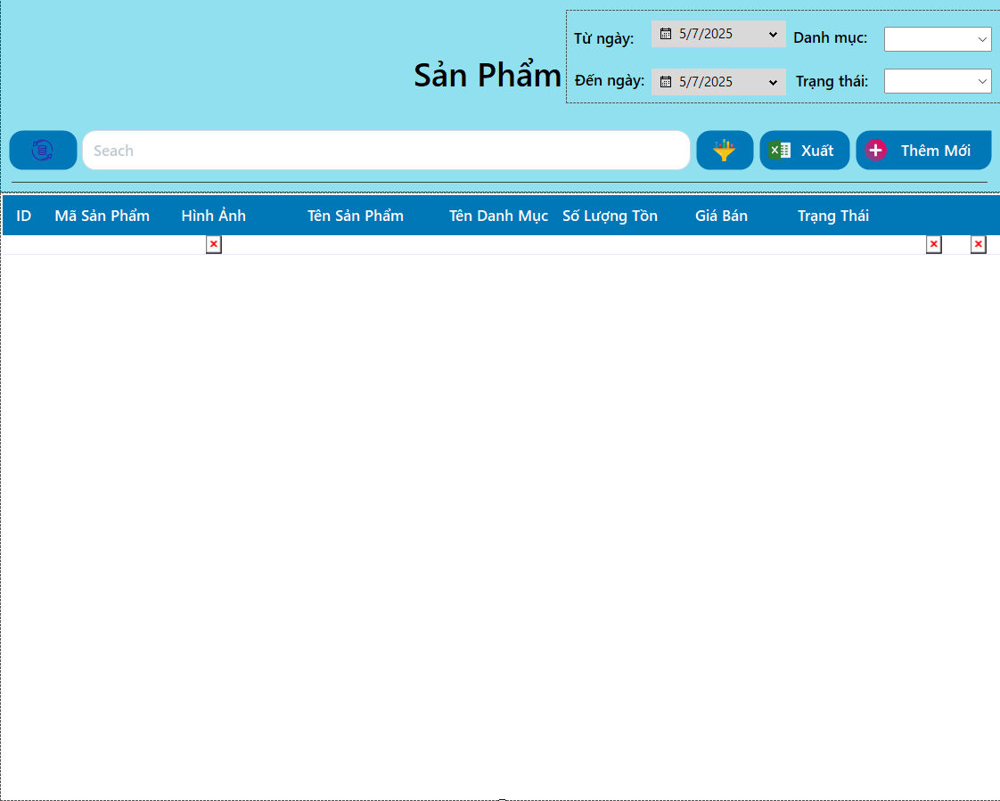 Từ ngày: 5/7/2025 Danh mục:
Sản Phẩm
Đến ngày: 5/7/2025 Trạng thái:
Seach
Xuất
Thêm Mới
ID Mã Sản Phẩm Hình Ảnh Tên Sản Phẩm Tên Danh Mục Số Lượng Tồn Giá Bán Trạng Thái